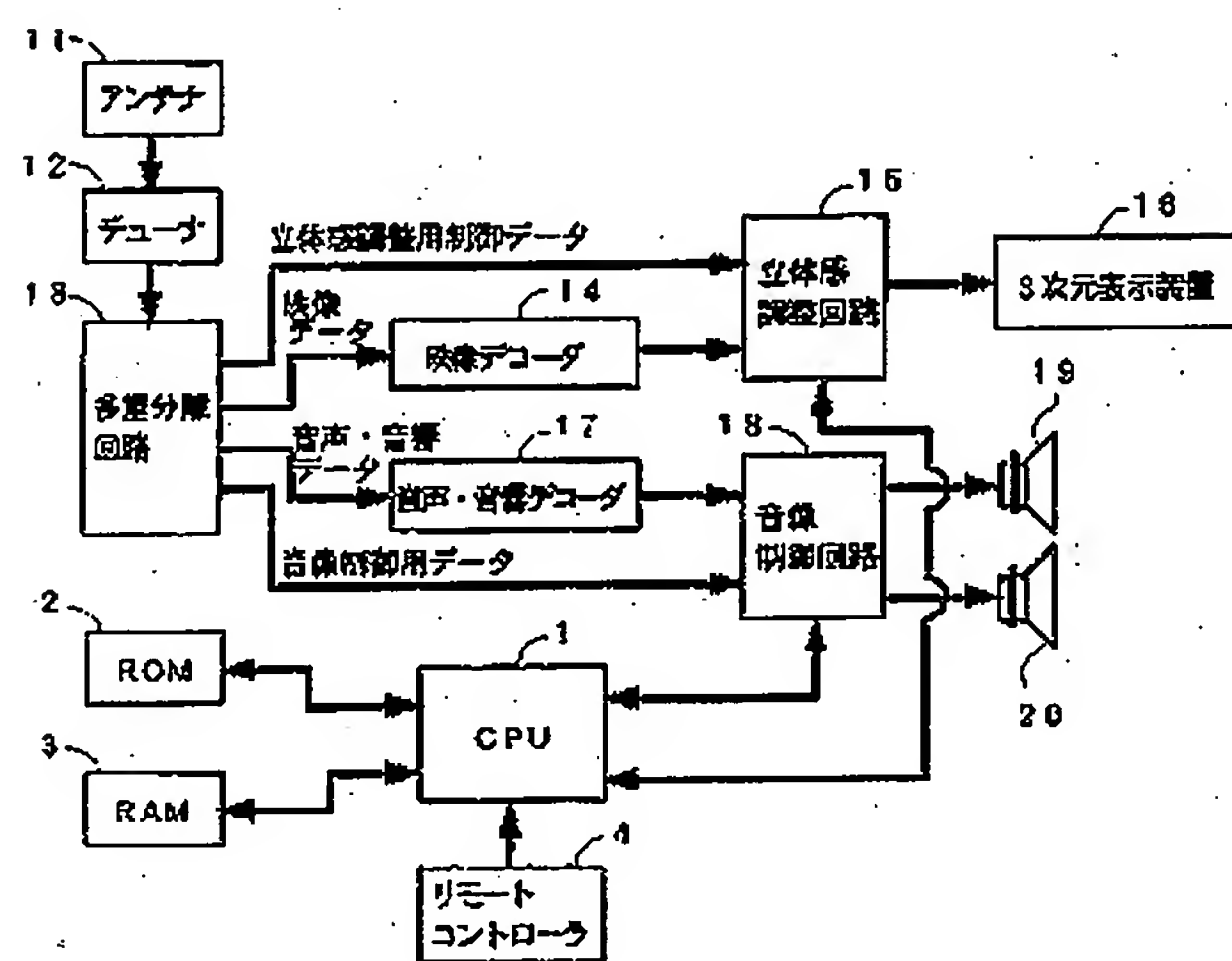 11
アンテナ
12
チューナ
13
多重分離
回路
立体感調整用制御データ
映像
データ
14
映像デコーダ
音声・音響
データ
17
音声・音響デコーダ
音像制御用データ
15
立体感
調整回路
16
3次元表示装置
18
音像
制御回路
19
20
2
ROM
3
RAM
1
CPU
4
リモート
コントローラ